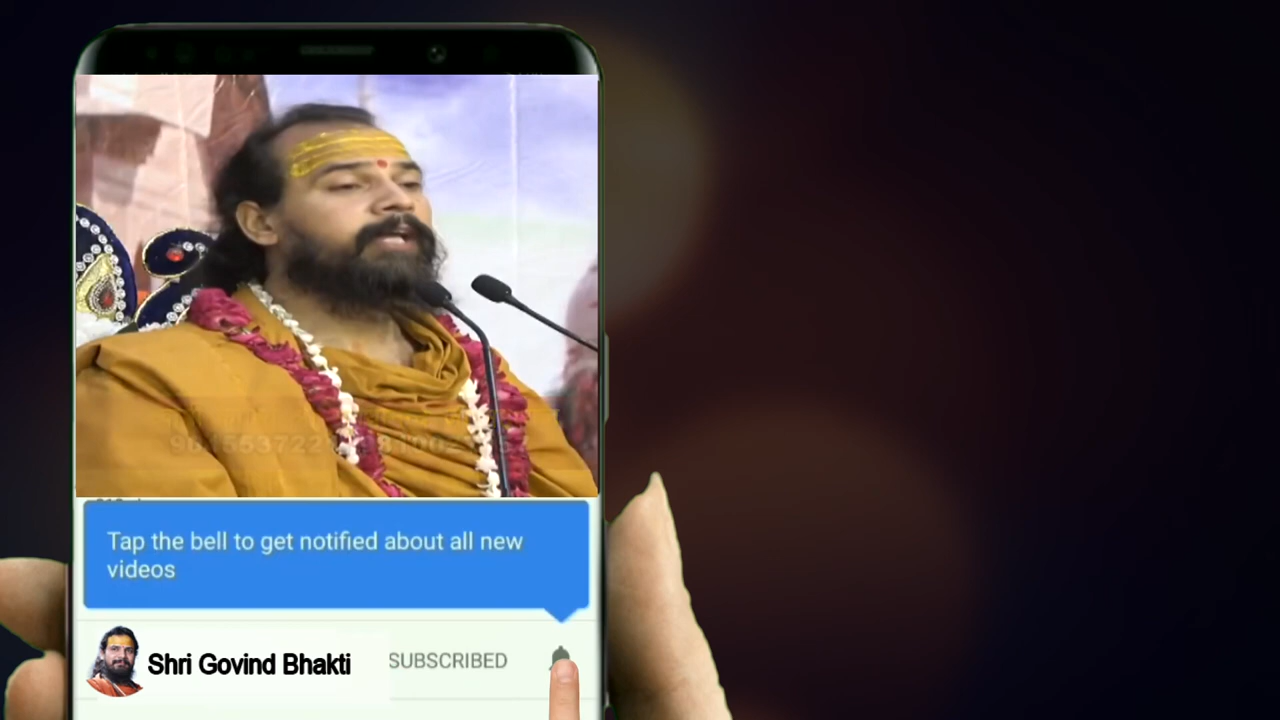 Tap the bell to get notified about all new
videos
Shri Govind Bhakti
SUBSCRIBED